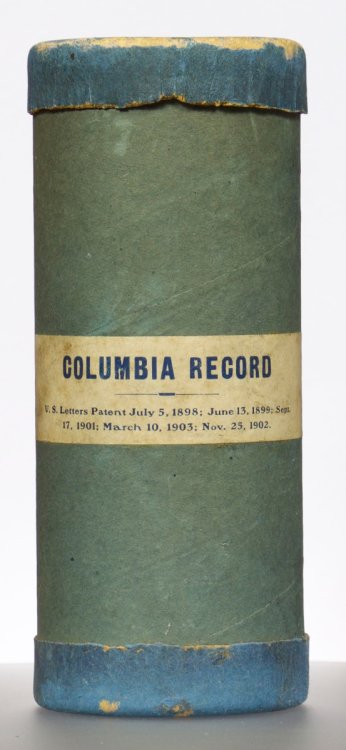 COLUMBIA RECORD
U. S. Letters Patent July 5, 1898; June 13, 1899; Sept.
17, 1901; March 10, 1903; Nov. 25, 1902.